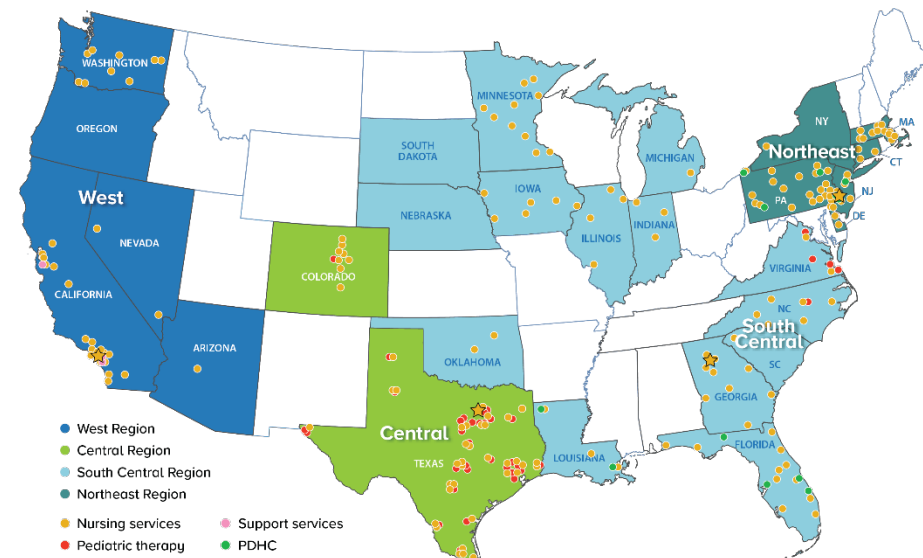 WASHINGTON
OREGON
West
NEVADA
CALIFORNIA
ARIZONA
COLORADO
Central
TEXAS
SOUTH
DAKOTA
NEBRASKA
MINNESOTA
IOWA
ILLINOIS
INDIANA
MICHIGAN
OKLAHOMA
LOUISIANA
NY
MA
Northeast
CT
PA
NJ
DE
VIRGINIA
NC
South
Central
SC
GEORGIA
FLORIDA
West Region
Central Region
South Central Region
Northeast Region
Nursing services
Support services
Pediatric therapy
PDHC